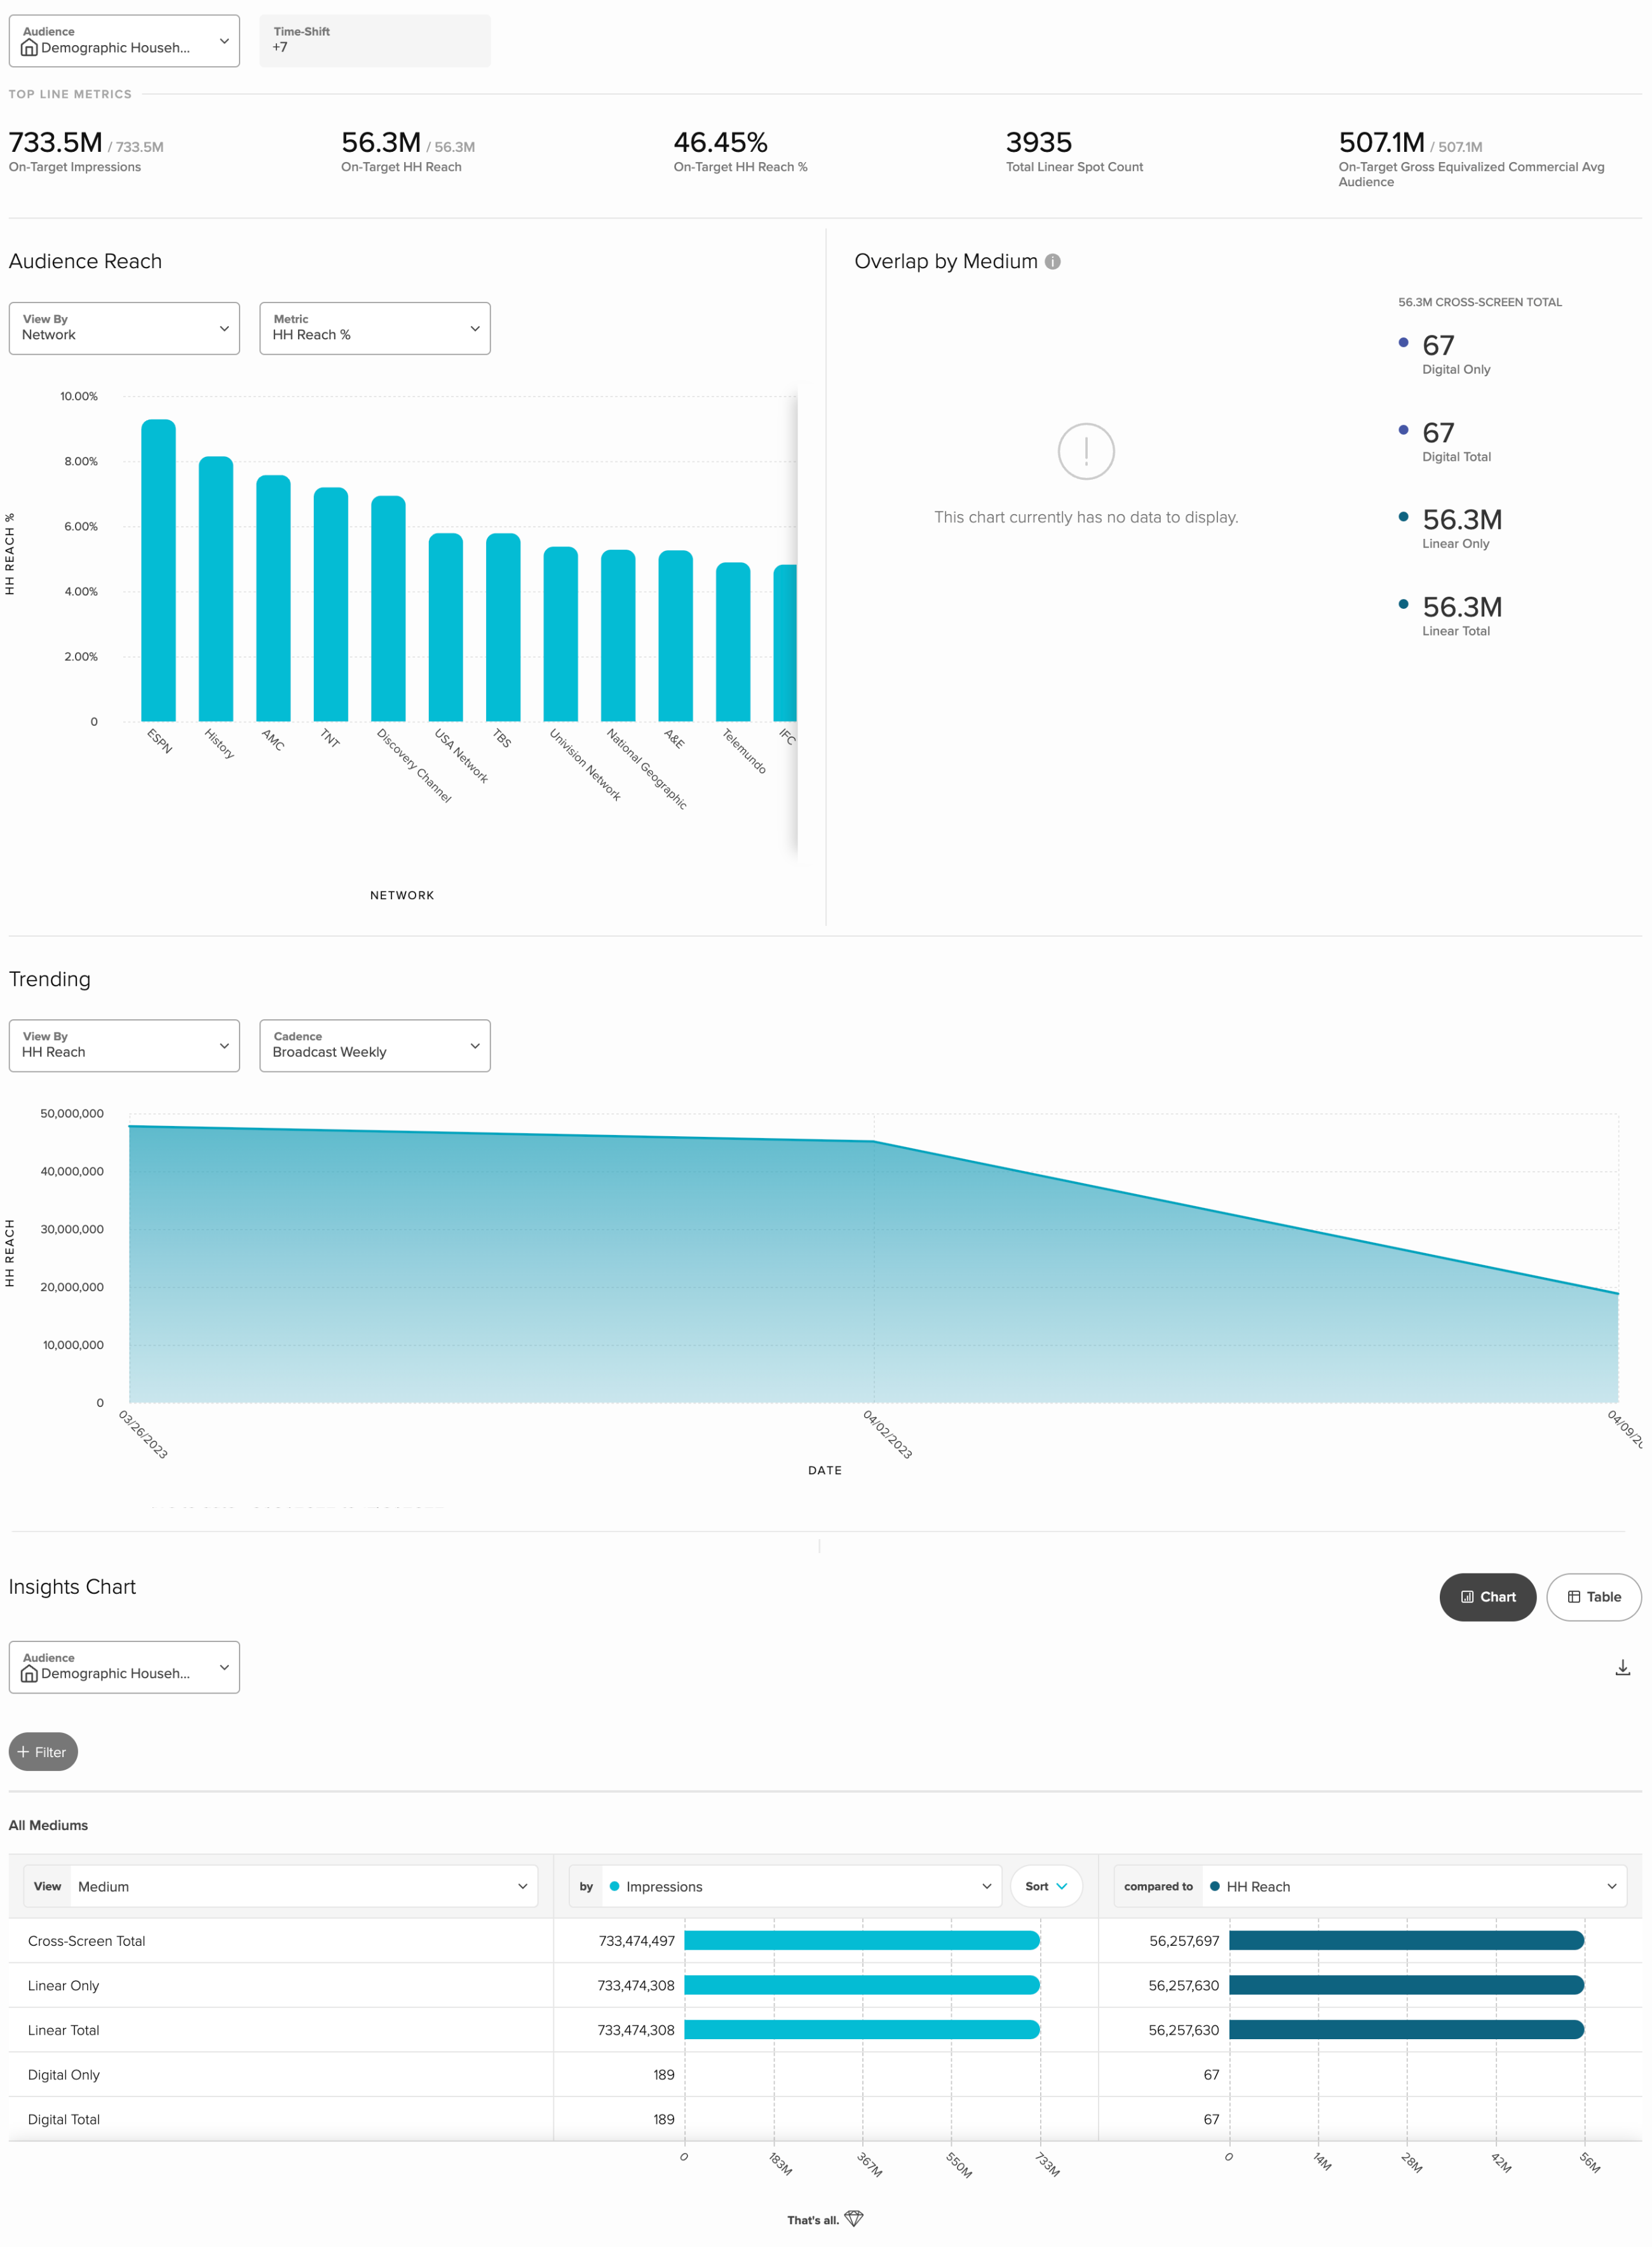 Audience
Demographic Househ...
Time-Shift
+7
TOP LINE METRICS
733.5M / 733.5M
On-Target Impressions
56.3M / 56.3M
On-Target HH Reach
46.45%
On-Target HH Reach %
3935
Total Linear Spot Count
507.1M / 507.1M
On-Target Gross Equivalized Commercial Avg
Audience
Audience Reach
View By
Network
Metric
HH Reach %
10.00%
8.00%
6.00%
4.00%
2.00%
0
HH REACH %
ESPN
History
AMC
TNT
Discovery Channel
USA Network
TBS
Univision Network
National Geographic
A&E
Telemundo
IFC
NETWORK
Overlap by Medium
This chart currently has no data to display.
56.3M CROSS-SCREEN TOTAL
67
Digital Only
67
Digital Total
56.3M
Linear Only
56.3M
Linear Total
Trending
View By
HH Reach
Cadence
Broadcast Weekly
50,000,000
40,000,000
30,000,000
20,000,000
10,000,000
0
HH REACH
03/26/2023
04/02/2023
04/09/20
DATE
Insights Chart
Chart
Table
Audience
Demographic Househ...
+ Filter
All Mediums
View Medium
by Impressions
Sort
compared to HH Reach
Cross-Screen Total 733,474,497 56,257,697
Linear Only 733,474,308 56,257,630
Linear Total 733,474,308 56,257,630
Digital Only 189 67
Digital Total 189 67
0 183M 367M 550M 733M
0 14M 28M 42M 56M
That's all.